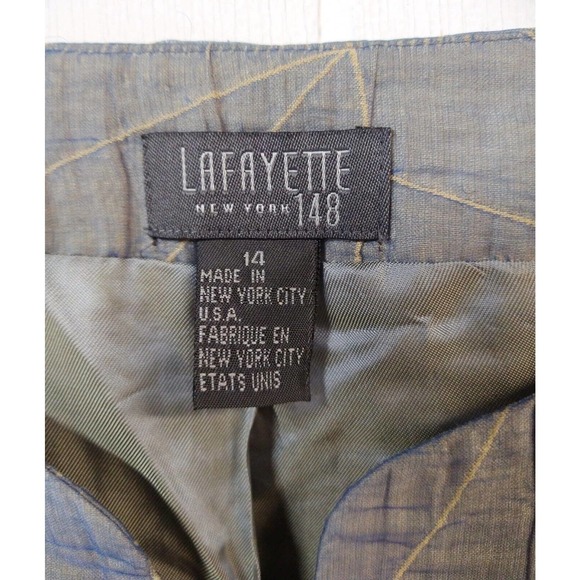 LAFAYETTE
NEW YORK 148
14
MADE IN
NEW YORK CITY
U.S.A.
FABRIQUE EN
NEW YORK CITY
ETATS UNIS